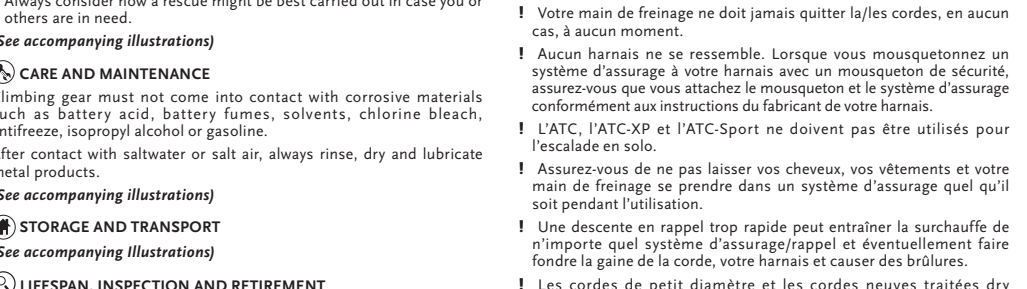 Always consider how a rescue might be best carried out in case you or
others are in need.
See accompanying illustrations)
CARE AND MAINTENANCE
limbing gear must not come into contact with corrosive materials
uch as battery acid, battery fumes, solvents, chlorine bleach,
ntifreeze, isopropyl alcohol or gasoline.
fter contact with saltwater or salt air, always rinse, dry and lubricate
metal products.
See accompanying illustrations)
STORAGE AND TRANSPORT
See accompanying Illustrations)
LIFESPAN, INSPECTION AND RETIREMENT
! Votre main de freinage ne doit jamais quitter la/les cordes, en aucun
cas, à aucun moment.
! Aucun harnais ne se ressemble. Lorsque vous mousquetonnez un
système d'assurage à votre harnais avec un mousqueton de sécurité,
assurez-vous que vous attachez le mousqueton et le système d'assurage
conformément aux instructions du fabricant de votre harnais.
! L'ATC, l'ATC-XP et l'ATC-Sport ne doivent pas être utilisés pour
l'escalade en solo.
! Assurez-vous de ne pas laisser vos cheveux, vos vêtements et votre
main de freinage se prendre dans un système d'assurage quel qu'il
soit pendant l'utilisation.
! Une descente en rappel trop rapide peut entraîner la surchauffe de
n'importe quel système d'assurage/rappel et éventuellement faire
fondre la gaine de la corde, votre harnais et causer des brûlures.
! Les cordes de petit diamètre et les cordes neuves traitées dry